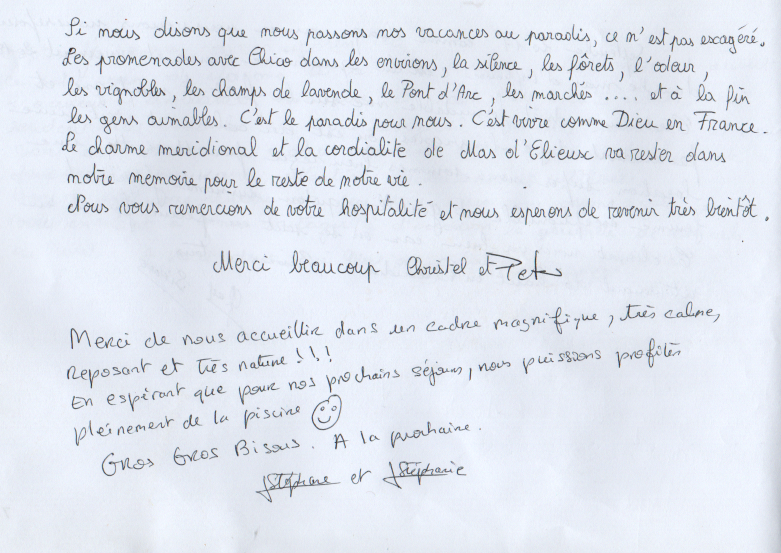 Si nous disons que nous passons nos vacances au paradis, ce n'est pas escagéré.
Les promenades avec Chico dans les environs, la silence, les fôrets, l'odeur,
les vignobles, les champs de lavende, le Pont d'Arc, les marchés .... et à la fin
les gens aimables. C'est le paradis pour nous. C'est vivre comme Dieu en France.
Le charme meridional et la cordialité de Mas d'Elieux va rester dans
notre memoire pour le reste de notre vie.
Nous vous remercions de votre hospitalité et nous esperons de revenir très bientôt.
Merci beaucoup Christel et Peter
Merci de nous accueillir dans un cadre magnifique, très calme,
reposant et très nature !!!
En espérant que pour nos prochains séjours, nous puissions profiter
pleinement de la piscine
Gros Gros Bisous. A la prochaine.
Stéphane et Stéphanie